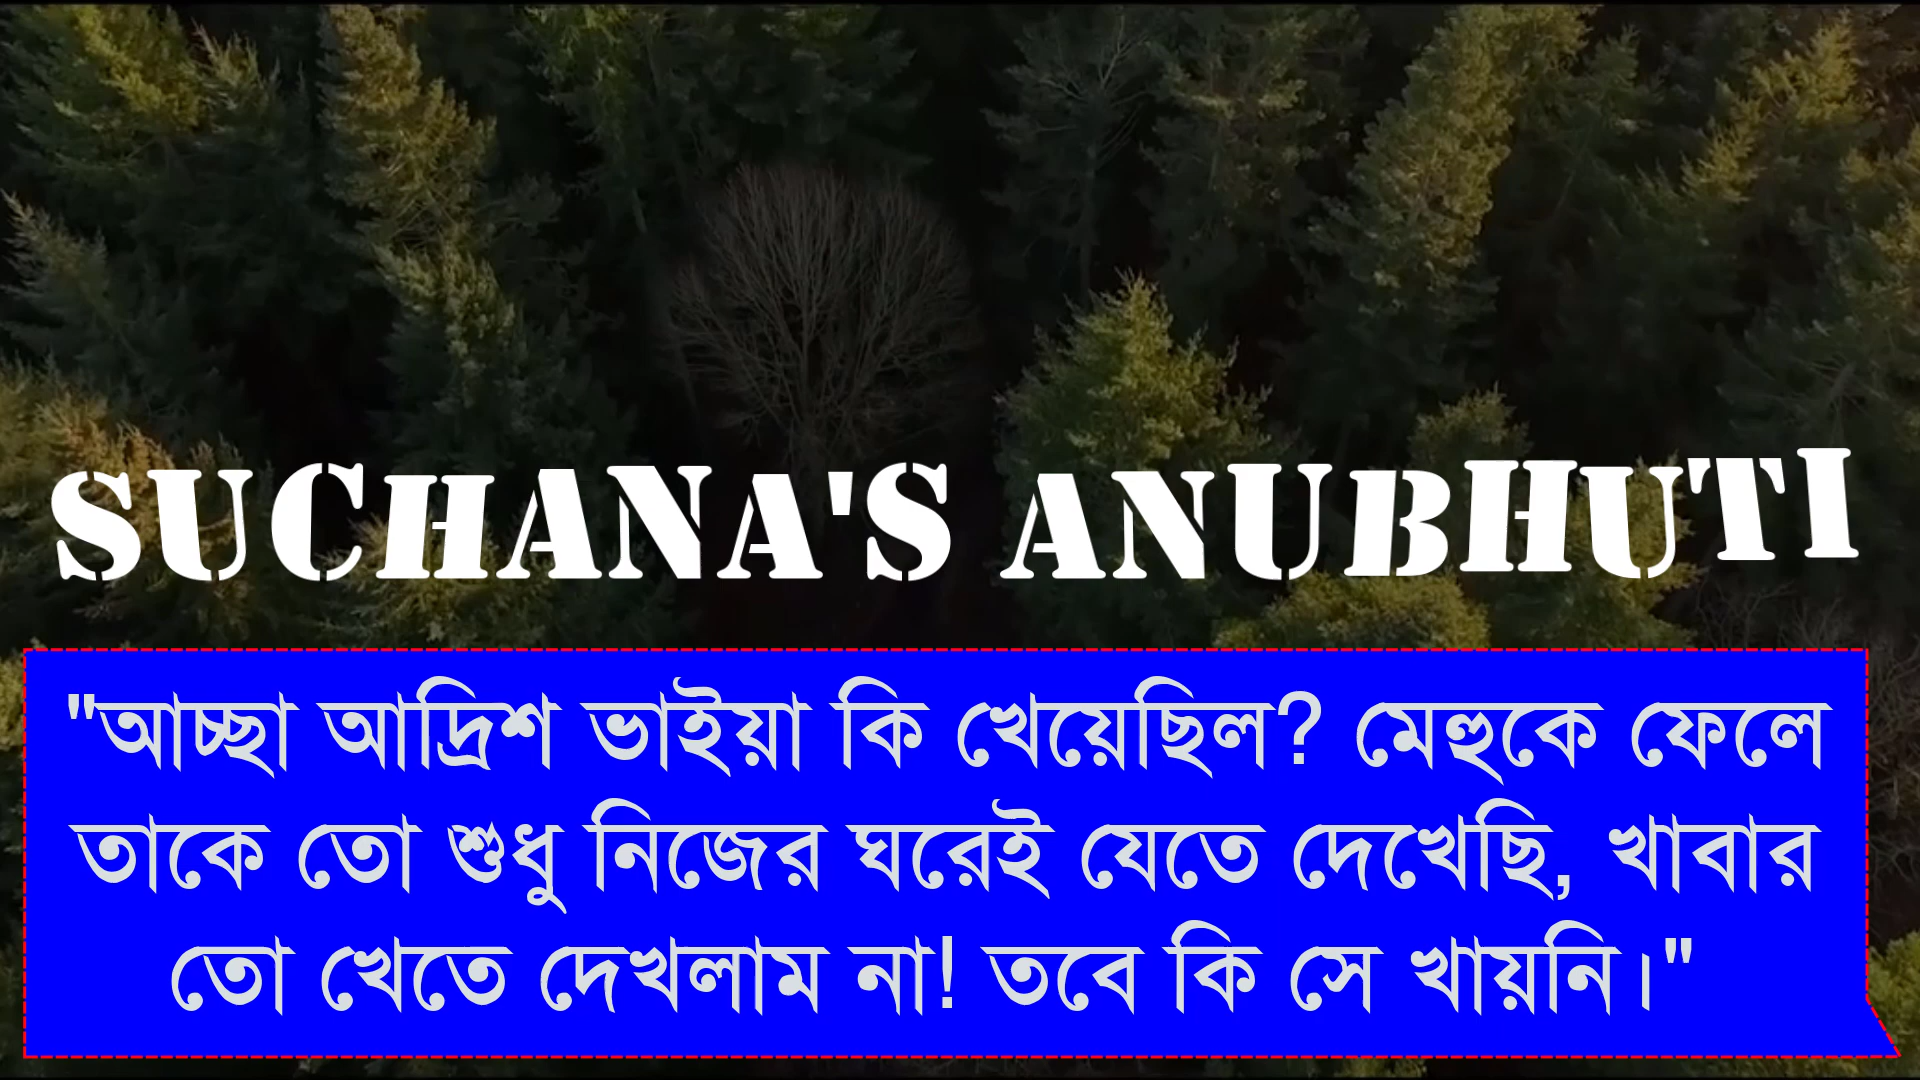 SUCHANA'S ANUBHUTI
"আচ্ছা আদ্রিশ ভাইয়া কি খেয়েছিল? মেহুকে ফেলে
তাকে তো শুধু নিজের ঘরেই যেতে দেখেছি, খাবার
তো খেতে দেখলাম না! তবে কি সে খায়নি।"